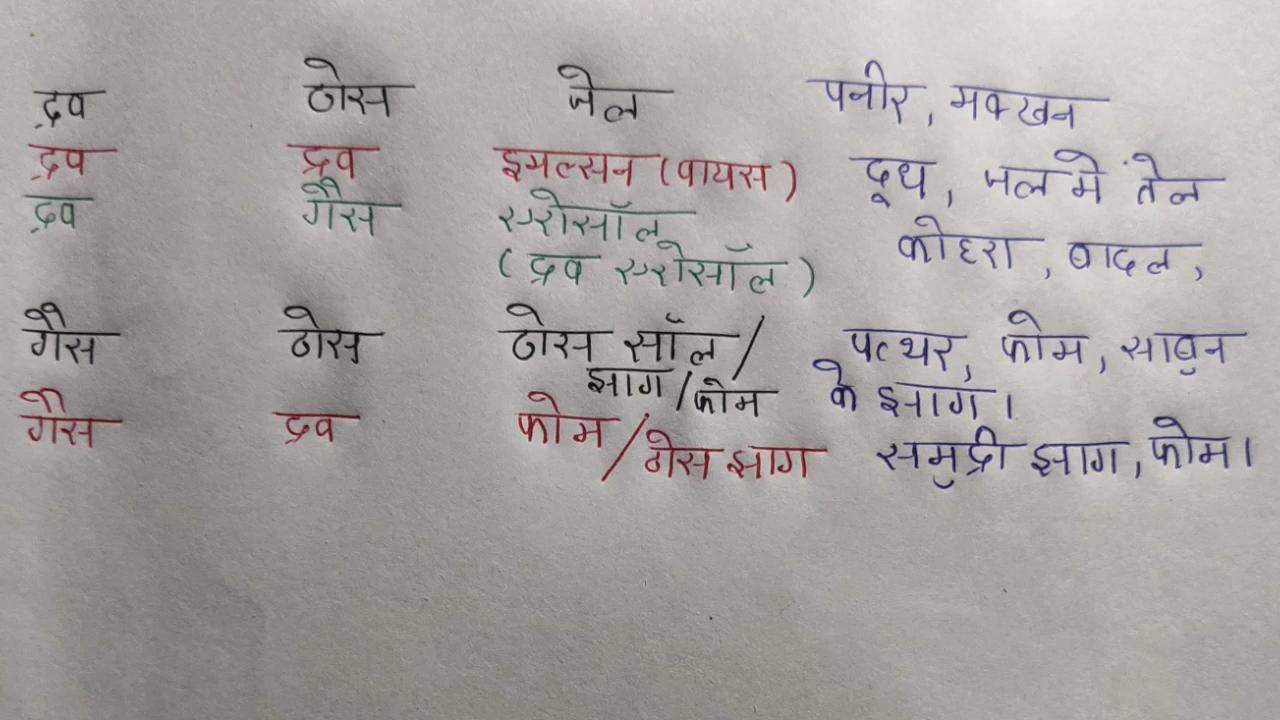 द्रव ठोस जेल पनीर, मक्खन
द्रव द्रव इमल्सन (पायस) दूध, जल मे तेल
द्रव गैस एरोसॉल
(द्रव एरोसॉल) कोहरा, बादल,
गैस ठोस ठोस सॉल/ पत्थर, फोम, साबुन
झाग/फोम के झाग।
गैस द्रव फोम/ठोस झाग समुद्री झाग, फोम।